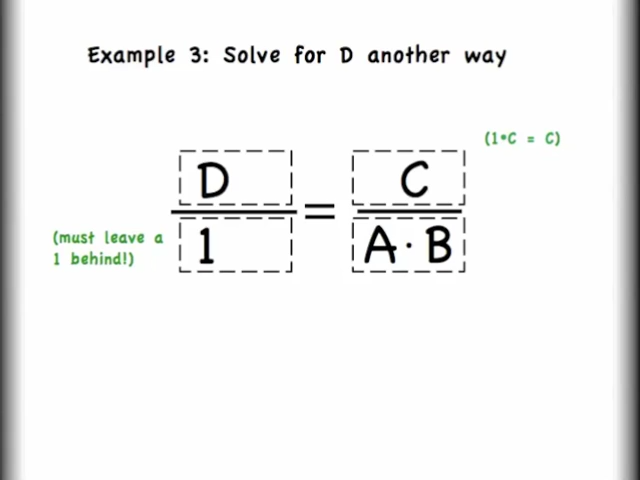 Example 3: Solve for D another way
(1•C = C)
D = C
(must leave a
1 behind!)
1 A · B